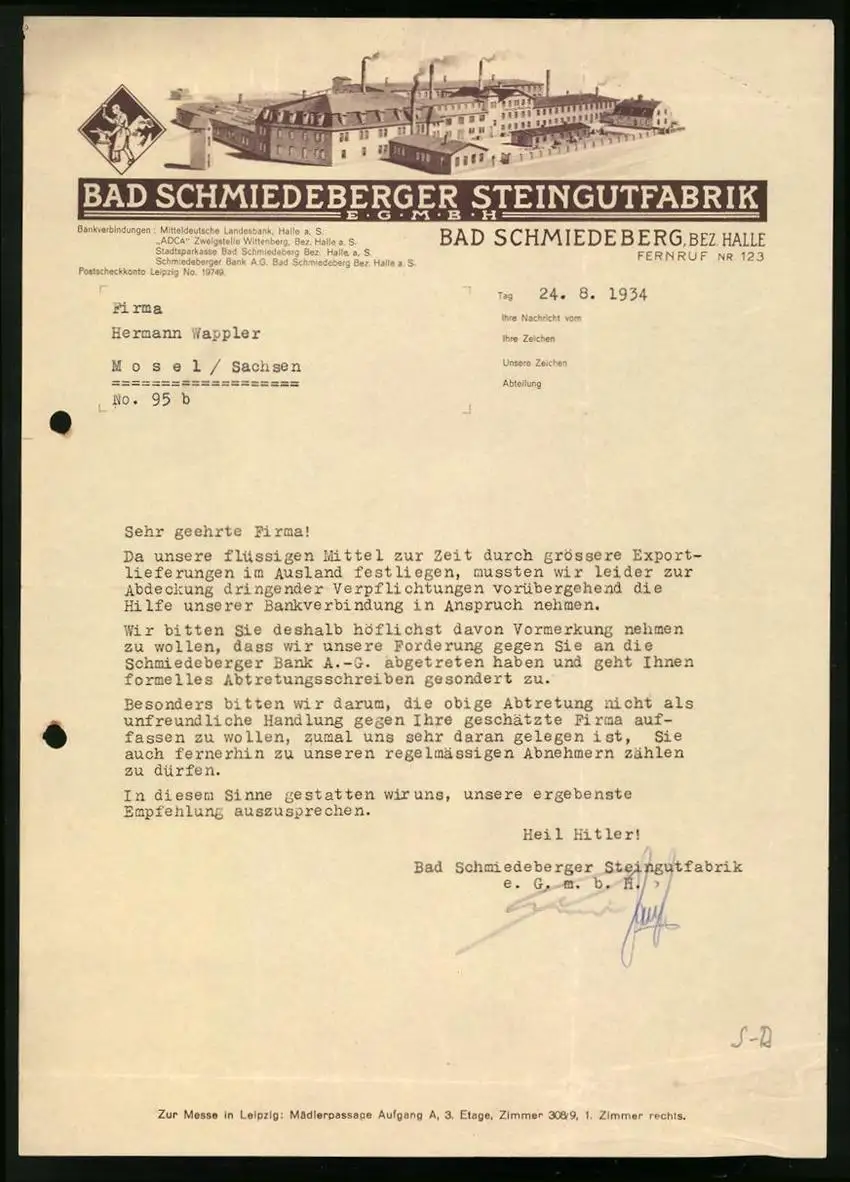 BAD SCHMIEDEBERGER STEINGUTFABRIK
E · G · M · B · H
Bankverbindungen: Mitteldeutsche Landesbank, Halle a. S.
„ADCA" Zweigstelle Wittenberg, Bez. Halle a. S.
Stadtsparkasse Bad Schmiedeberg Bez. Halle a. S.
Schmiedeberger Bank A.G. Bad Schmiedeberg Bez. Halle a. S.
Postscheckkonto Leipzig No. 19749.
BAD SCHMIEDEBERG, BEZ. HALLE
FERNRUF NR 123
Tag 24. 8. 1934
Ihre Nachricht vom
Ihre Zeichen
Unsere Zeichen
Abteilung
Firma
Hermann Wappler
M o s e l / Sachsen
===================
No. 95 b
Sehr geehrte Firma!
Da unsere flüssigen Mittel zur Zeit durch grössere Export-
lieferungen im Ausland festliegen, mussten wir leider zur
Abdeckung dringender Verpflichtungen vorübergehend die
Hilfe unserer Bankverbindung in Anspruch nehmen.
Wir bitten Sie deshalb höflichst davon Vormerkung nehmen
zu wollen, dass wir unsere Forderung gegen Sie an die
Schmiedeberger Bank A.-G. abgetreten haben und geht Ihnen
formelles Abtretungsschreiben gesondert zu.
Besonders bitten wir darum, die obige Abtretung nicht als
unfreundliche Handlung gegen Ihre geschätzte Firma auf-
fassen zu wollen, zumal uns sehr daran gelegen ist, Sie
auch fernerhin zu unseren regelmässigen Abnehmern zählen
zu dürfen.
In diesem Sinne gestatten wir uns, unsere ergebenste
Empfehlung auszusprechen.
Heil Hitler!
Bad Schmiedeberger Steingutfabrik
e. G. m. b. H.
S-D
Zur Messe in Leipzig: Mädlerpassage Aufgang A, 3. Etage, Zimmer 308/9, 1. Zimmer rechts.